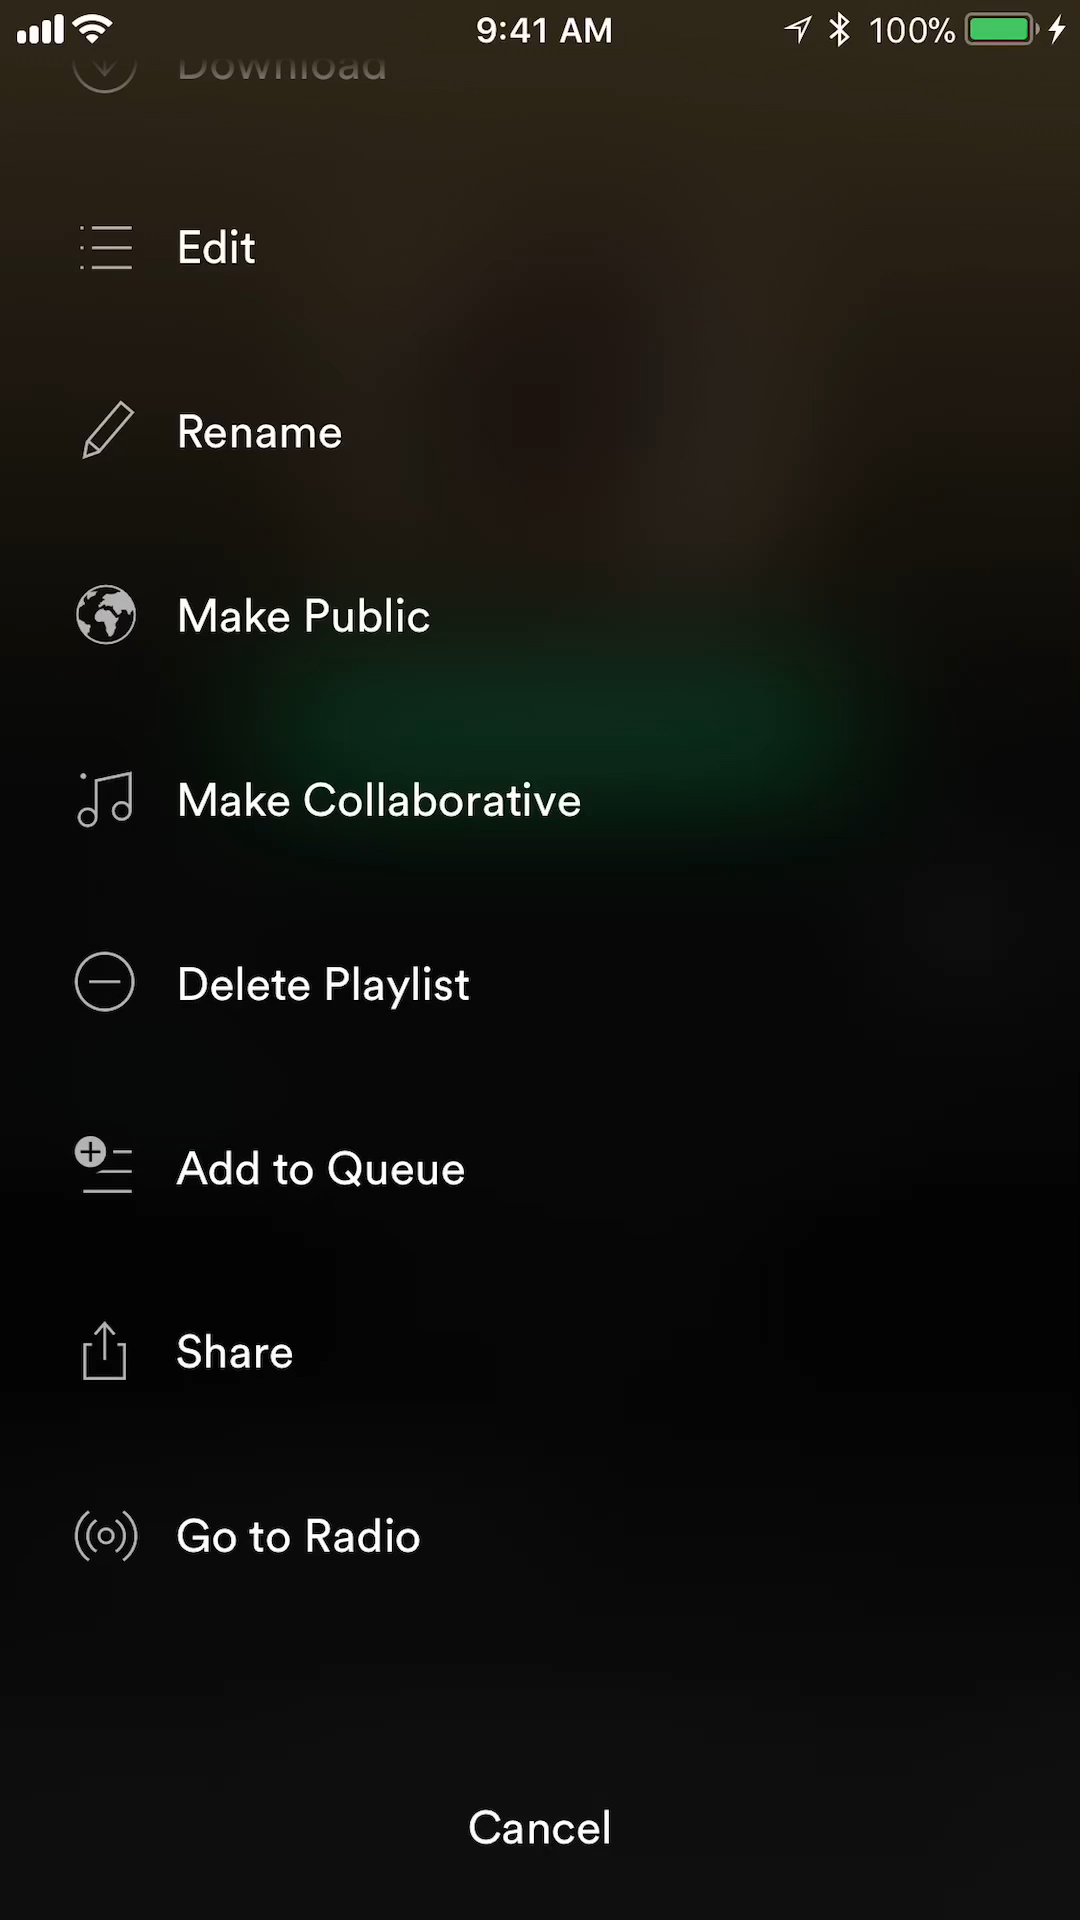 9:41 AM
100%
Download
Edit
Rename
Make Public
Make Collaborative
Delete Playlist
Add to Queue
Share
Go to Radio
Cancel